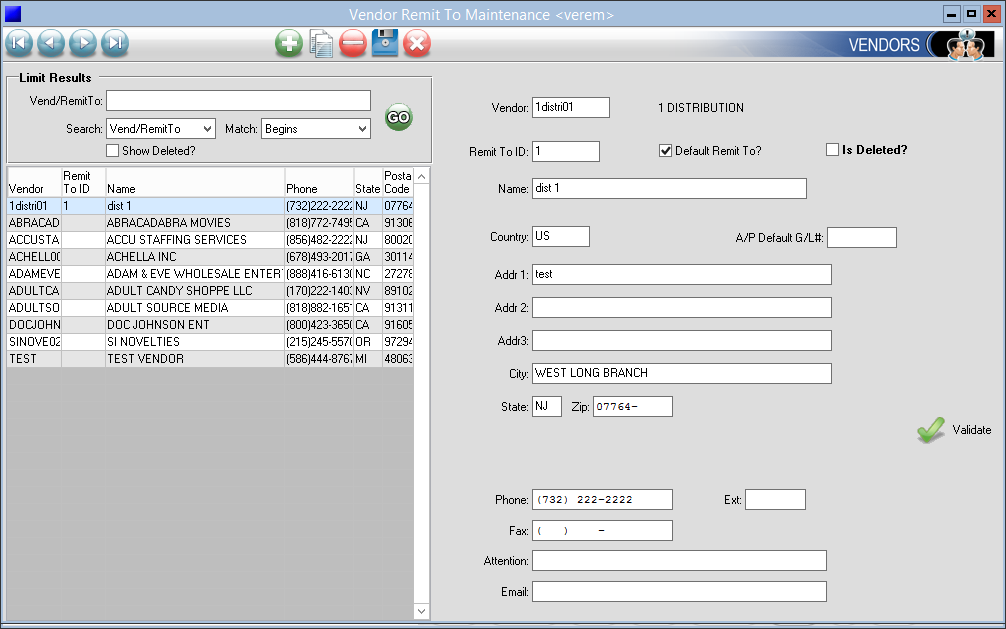 Vendor Remit To Maintenance <verem>
VENDORS
Limit Results
Vend/RemitTo:
GO
Search: Vend/RemitTo Match: Begins
Show Deleted?
Vendor Remit To ID Name Phone State Postal Code
1distri01 1 dist 1 (732)222-2222 NJ 07764
ABRACAD ABRACADABRA MOVIES (818)772-7495 CA 91306
ACCUSTA ACCU STAFFING SERVICES (856)482-2222 NJ 80020
ACHELL00 ACHELLA INC (678)493-2017 GA 30114
ADAMEVE ADAM & EVE WHOLESALE ENTER (888)416-6130 NC 27278
ADULTCA ADULT CANDY SHOPPE LLC (170)222-1403 NV 89102
ADULTSO ADULT SOURCE MEDIA (818)882-1657 CA 91311
DOCJOHN DOC JOHNSON ENT (800)423-3650 CA 91605
SINOVE02 SI NOVELTIES (215)245-5570 OR 97294
TEST TEST VENDOR (586)444-8767 MI 48063
Vendor: 1distri01 1 DISTRIBUTION
Remit To ID: 1 Default Remit To? Is Deleted?
Name: dist 1
Country: US A/P Default G/L#:
Addr 1: test
Addr 2:
Addr3:
City: WEST LONG BRANCH
State: NJ Zip: 07764-
Validate
Phone: (732) 222-2222 Ext:
Fax: ( ) -
Attention:
Email: